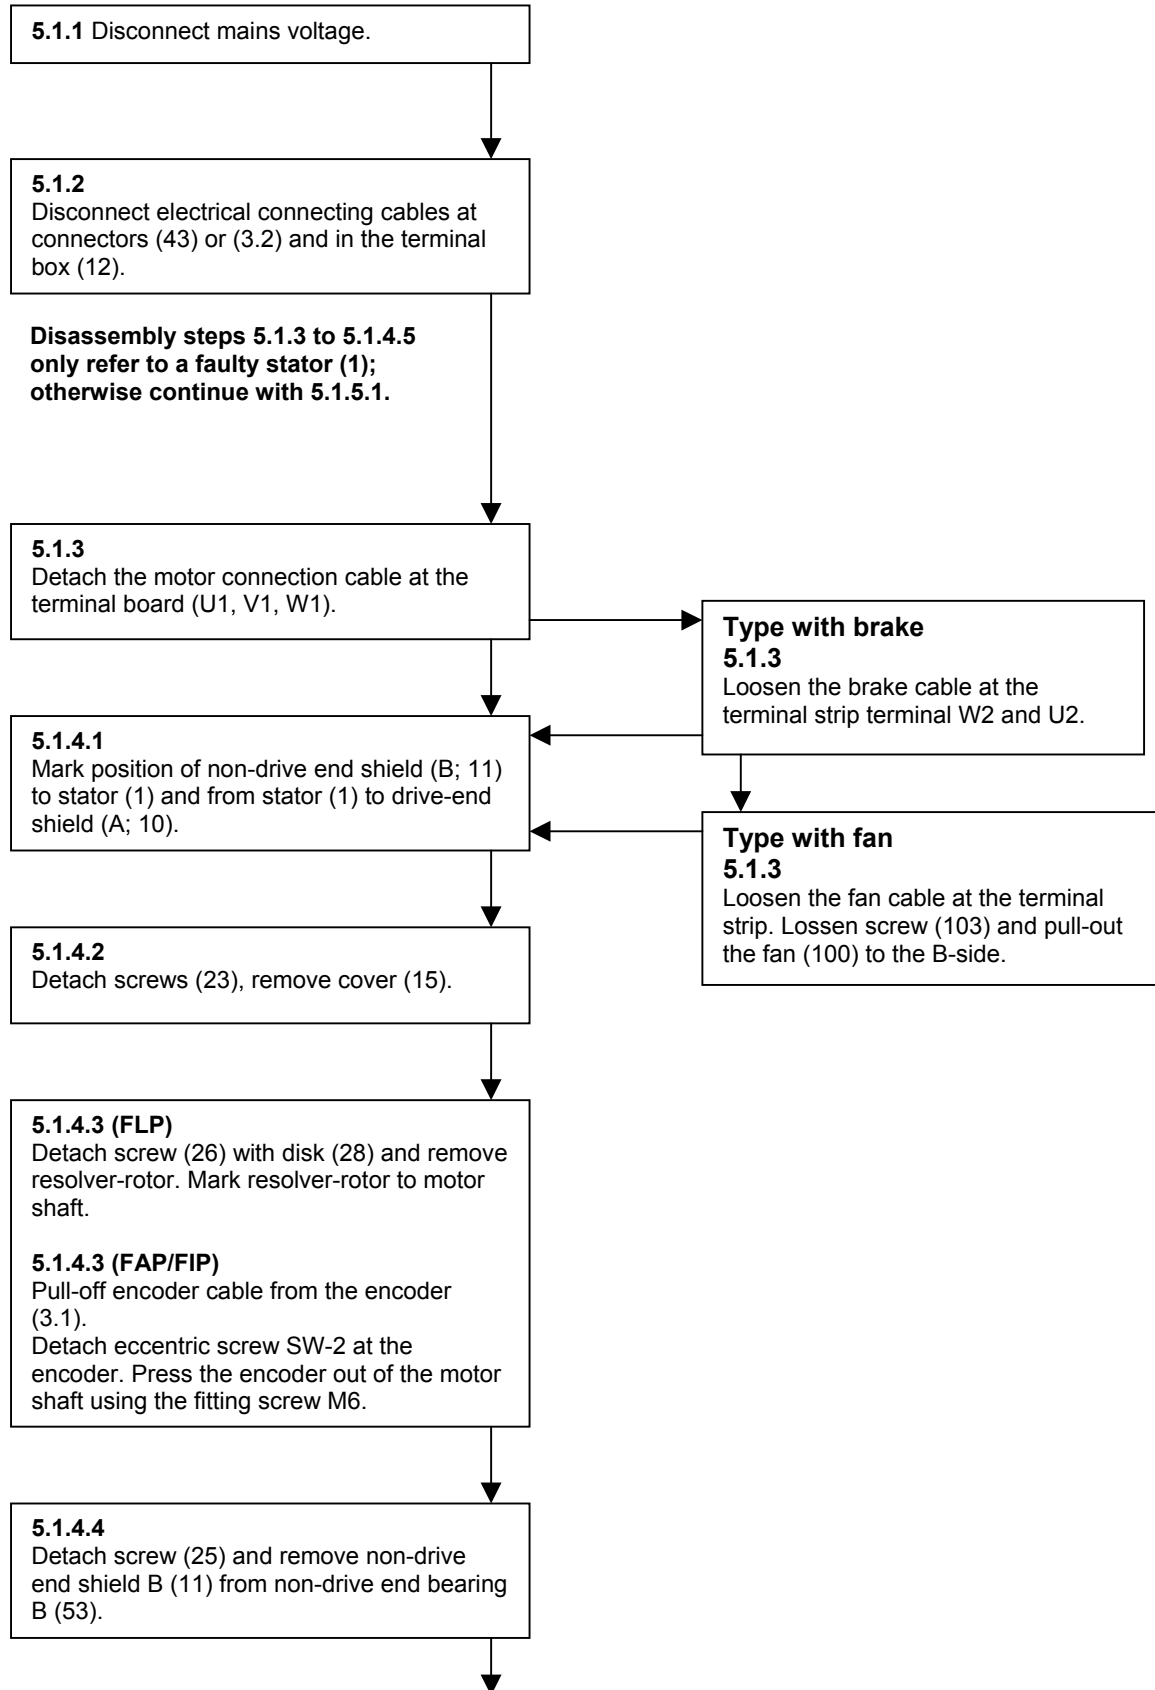 5.1.1 Disconnect mains voltage.
5.1.2
Disconnect electrical connecting cables at
connectors (43) or (3.2) and in the terminal
box (12).
Disassembly steps 5.1.3 to 5.1.4.5
only refer to a faulty stator (1);
otherwise continue with 5.1.5.1.
5.1.3
Detach the motor connection cable at the
terminal board (U1, V1, W1).
Type with brake
5.1.3
Loosen the brake cable at the
terminal strip terminal W2 and U2.
5.1.4.1
Mark position of non-drive end shield (B; 11)
to stator (1) and from stator (1) to drive-end
shield (A; 10).
Type with fan
5.1.3
Loosen the fan cable at the terminal
strip. Lossen screw (103) and pull-out
the fan (100) to the B-side.
5.1.4.2
Detach screws (23), remove cover (15).
5.1.4.3 (FLP)
Detach screw (26) with disk (28) and remove
resolver-rotor. Mark resolver-rotor to motor
shaft.
5.1.4.3 (FAP/FIP)
Pull-off encoder cable from the encoder
(3.1).
Detach eccentric screw SW-2 at the
encoder. Press the encoder out of the motor
shaft using the fitting screw M6.
5.1.4.4
Detach screw (25) and remove non-drive
end shield B (11) from non-drive end bearing
B (53).